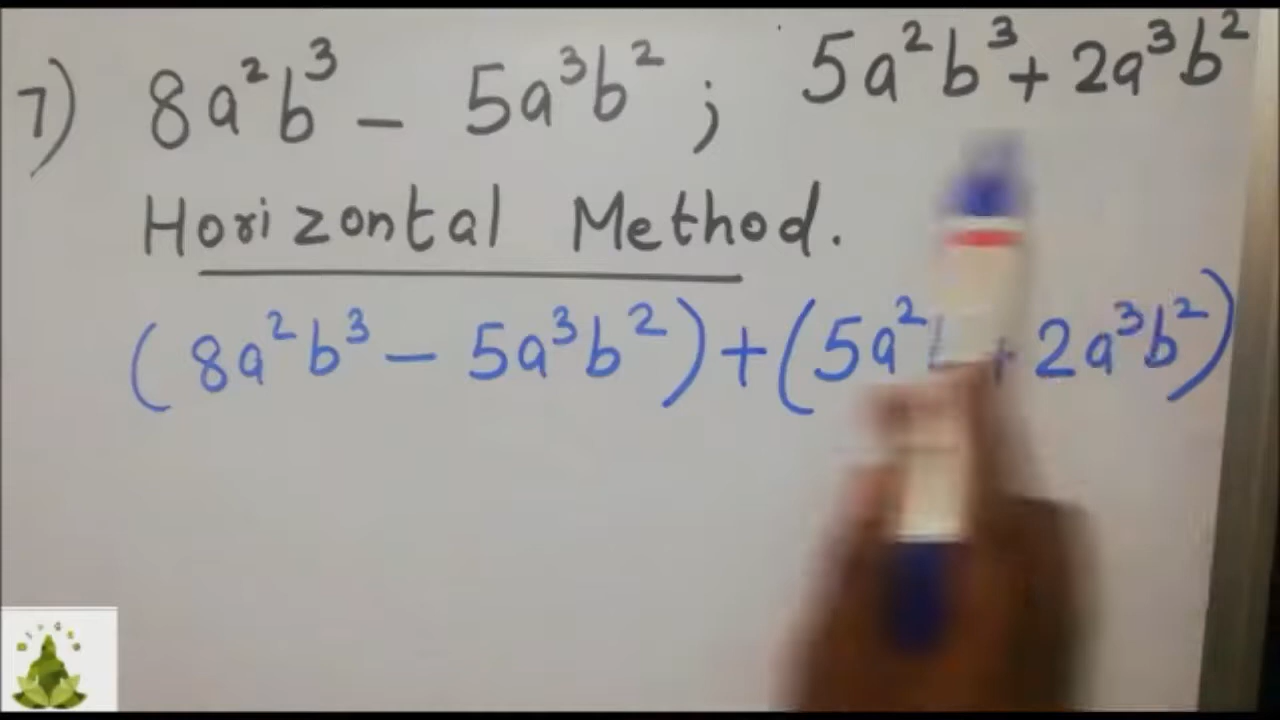 7) 8a²b³ - 5a³b² ; 5a²b³ + 2a³b²
Horizontal Method.
(8a²b³ - 5a³b²) + (5a² + 2a³b²)